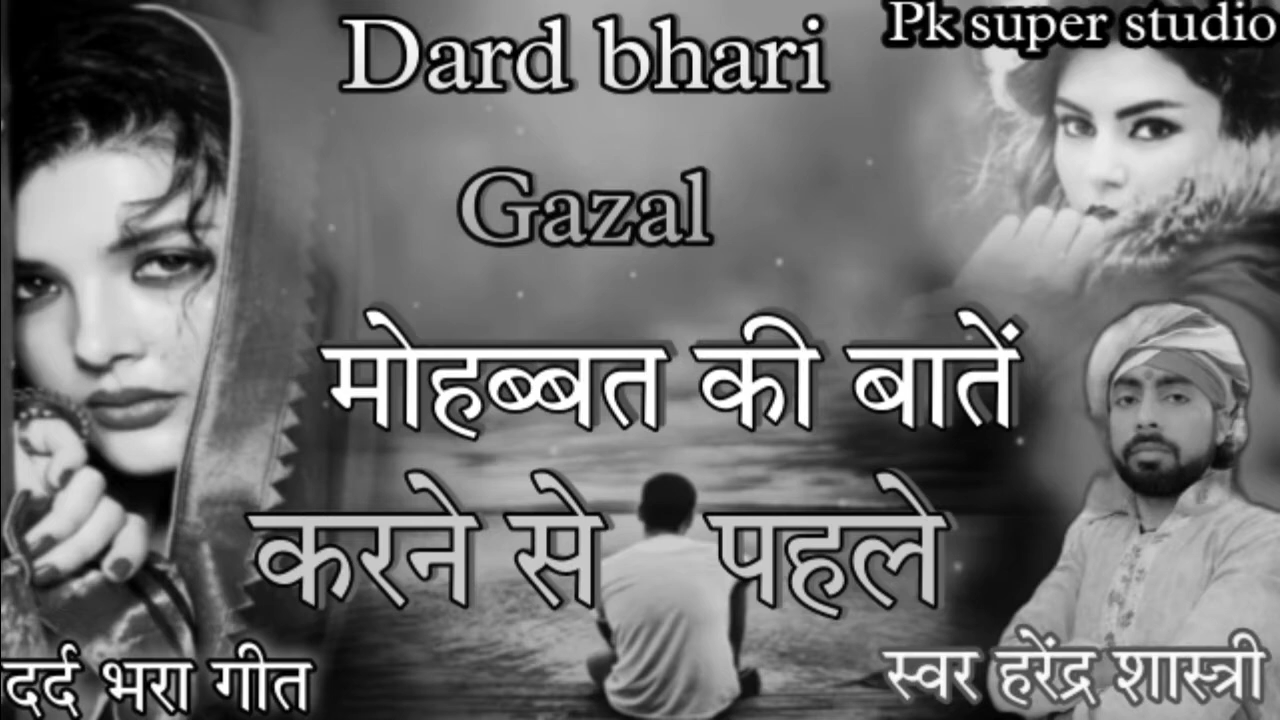 Pk super studio
Dard bhari
Gazal
मोहब्बत की बातें
करने से पहले
दर्द भरा गीत
स्वर हरेंद्र शास्त्री